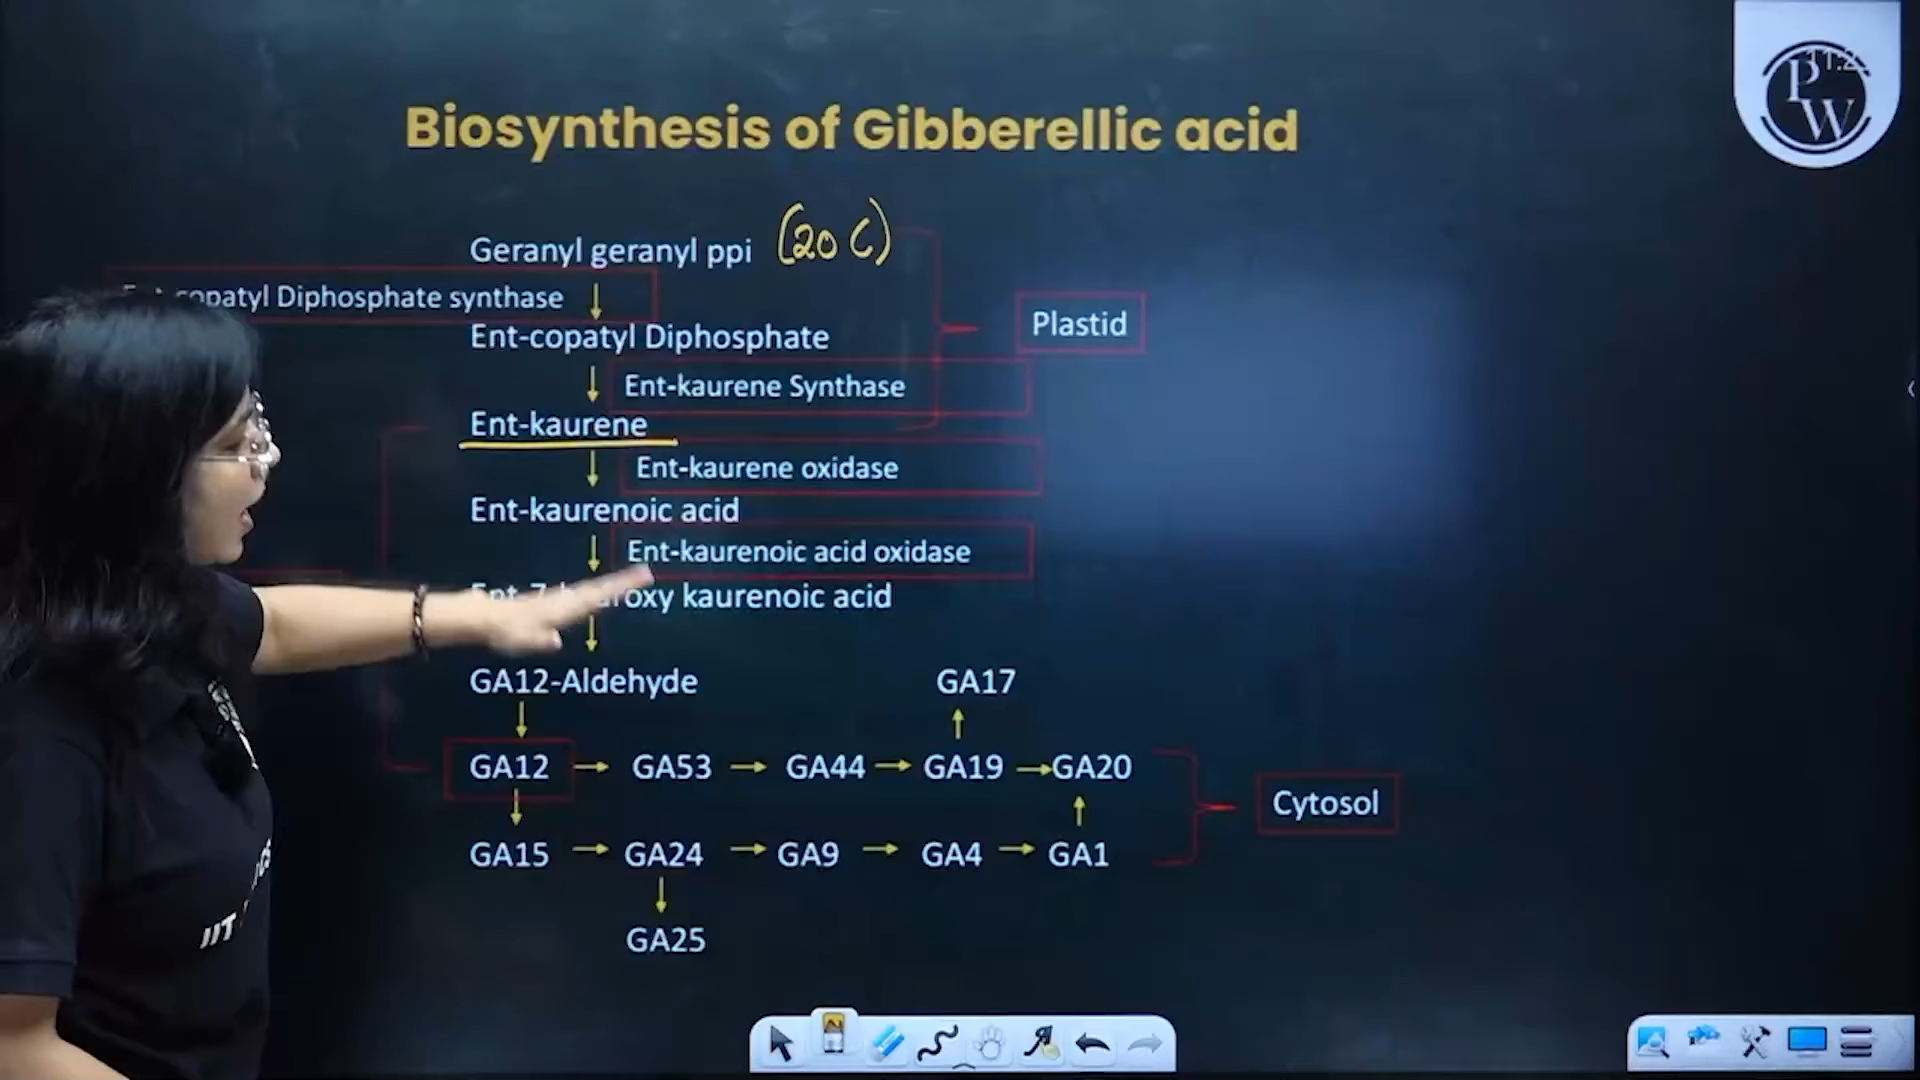 Biosynthesis of Gibberellic acid
Geranyl geranyl ppi (20 C)
Diphosphate synthase
Ent-copatyl Diphosphate
Plastid
Ent-kaurene Synthase
Ent-kaurene
Ent-kaurene oxidase
Ent-kaurenoic acid
Ent-kaurenoic acid oxidase
kaurenoic acid
GA12-Aldehyde GA17
GA12 GA53 GA44 GA19 GA20
Cytosol
GA15 GA24 GA9 GA4 GA1
GA25
PW
IIT